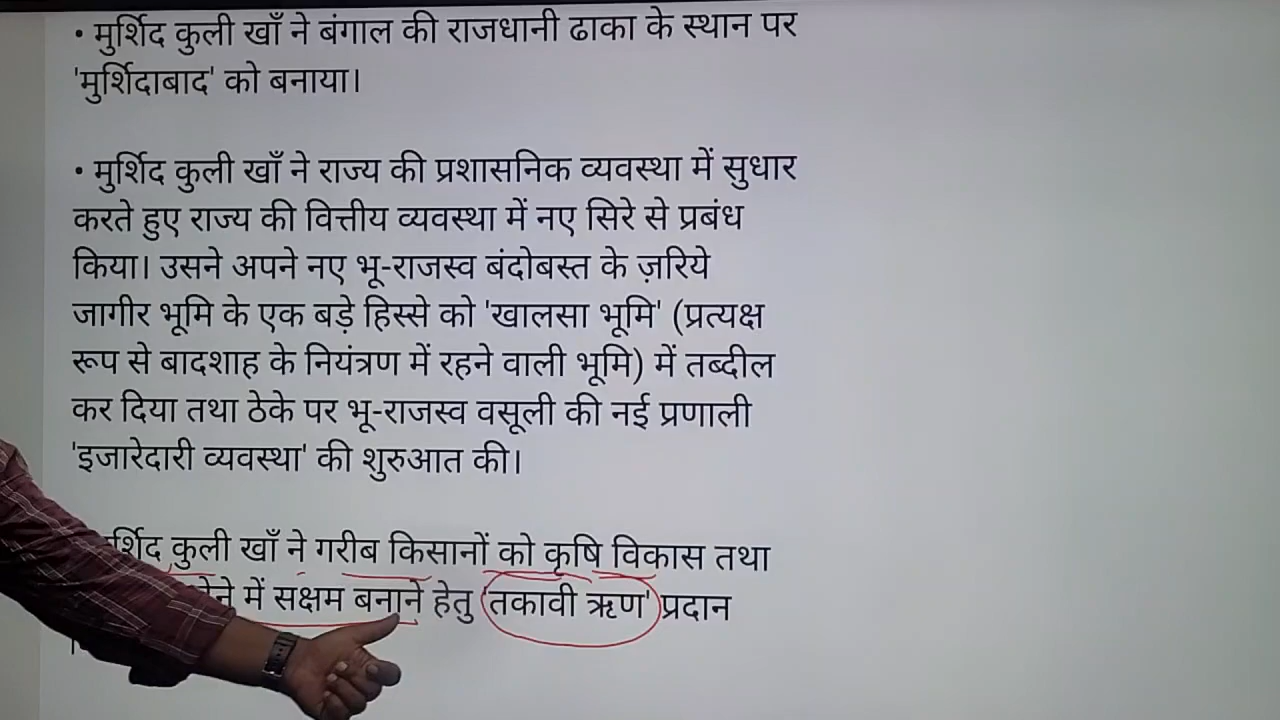 • मुर्शिद कुली खाँ ने बंगाल की राजधानी ढाका के स्थान पर
'मुर्शिदाबाद' को बनाया।
• मुर्शिद कुली खाँ ने राज्य की प्रशासनिक व्यवस्था में सुधार
करते हुए राज्य की वित्तीय व्यवस्था में नए सिरे से प्रबंध
किया। उसने अपने नए भू-राजस्व बंदोबस्त के ज़रिये
जागीर भूमि के एक बड़े हिस्से को 'खालसा भूमि' (प्रत्यक्ष
रूप से बादशाह के नियंत्रण में रहने वाली भूमि) में तब्दील
कर दिया तथा ठेके पर भू-राजस्व वसूली की नई प्रणाली
'इजारेदारी व्यवस्था' की शुरुआत की।
कुली खाँ ने गरीब किसानों को कृषि विकास तथा
में सक्षम बनाने हेतु 'तकावी ऋण' प्रदान